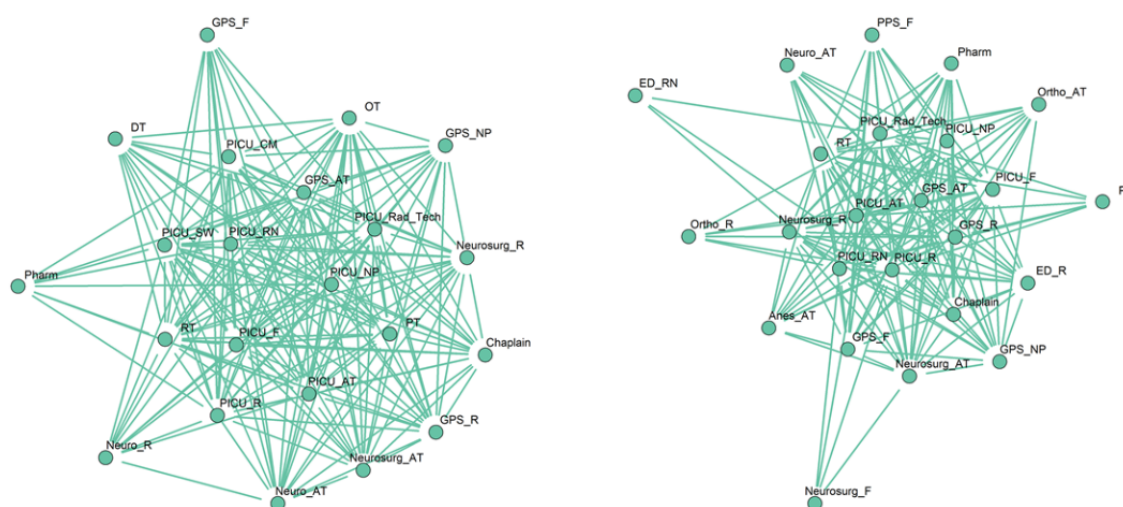 GPS_F
OT
DT
GPS_NP
PICU_CM
GPS_AT
PICU_Rad_Tech
PICU_SW
PICU_RN
Neurosurg_R
PICU_NP
Pharm
RT
PICU_F
PT
Chaplain
PICU_AT
PICU_R
GPS_R
Neuro_R
Neurosurg_AT
Neuro_AT
PPS_F
Neuro_AT
Pharm
ED_RN
Ortho_AT
PICU_Rad_Tech
PICU_NP
RT
PICU_F
GPS_AT
PICU_AT
Ortho_R
Neurosurg_R
GPS_R
PICU_RN
PICU_R
ED_R
Chaplain
Anes_AT
GPS_F
GPS_NP
Neurosurg_AT
Neurosurg_F